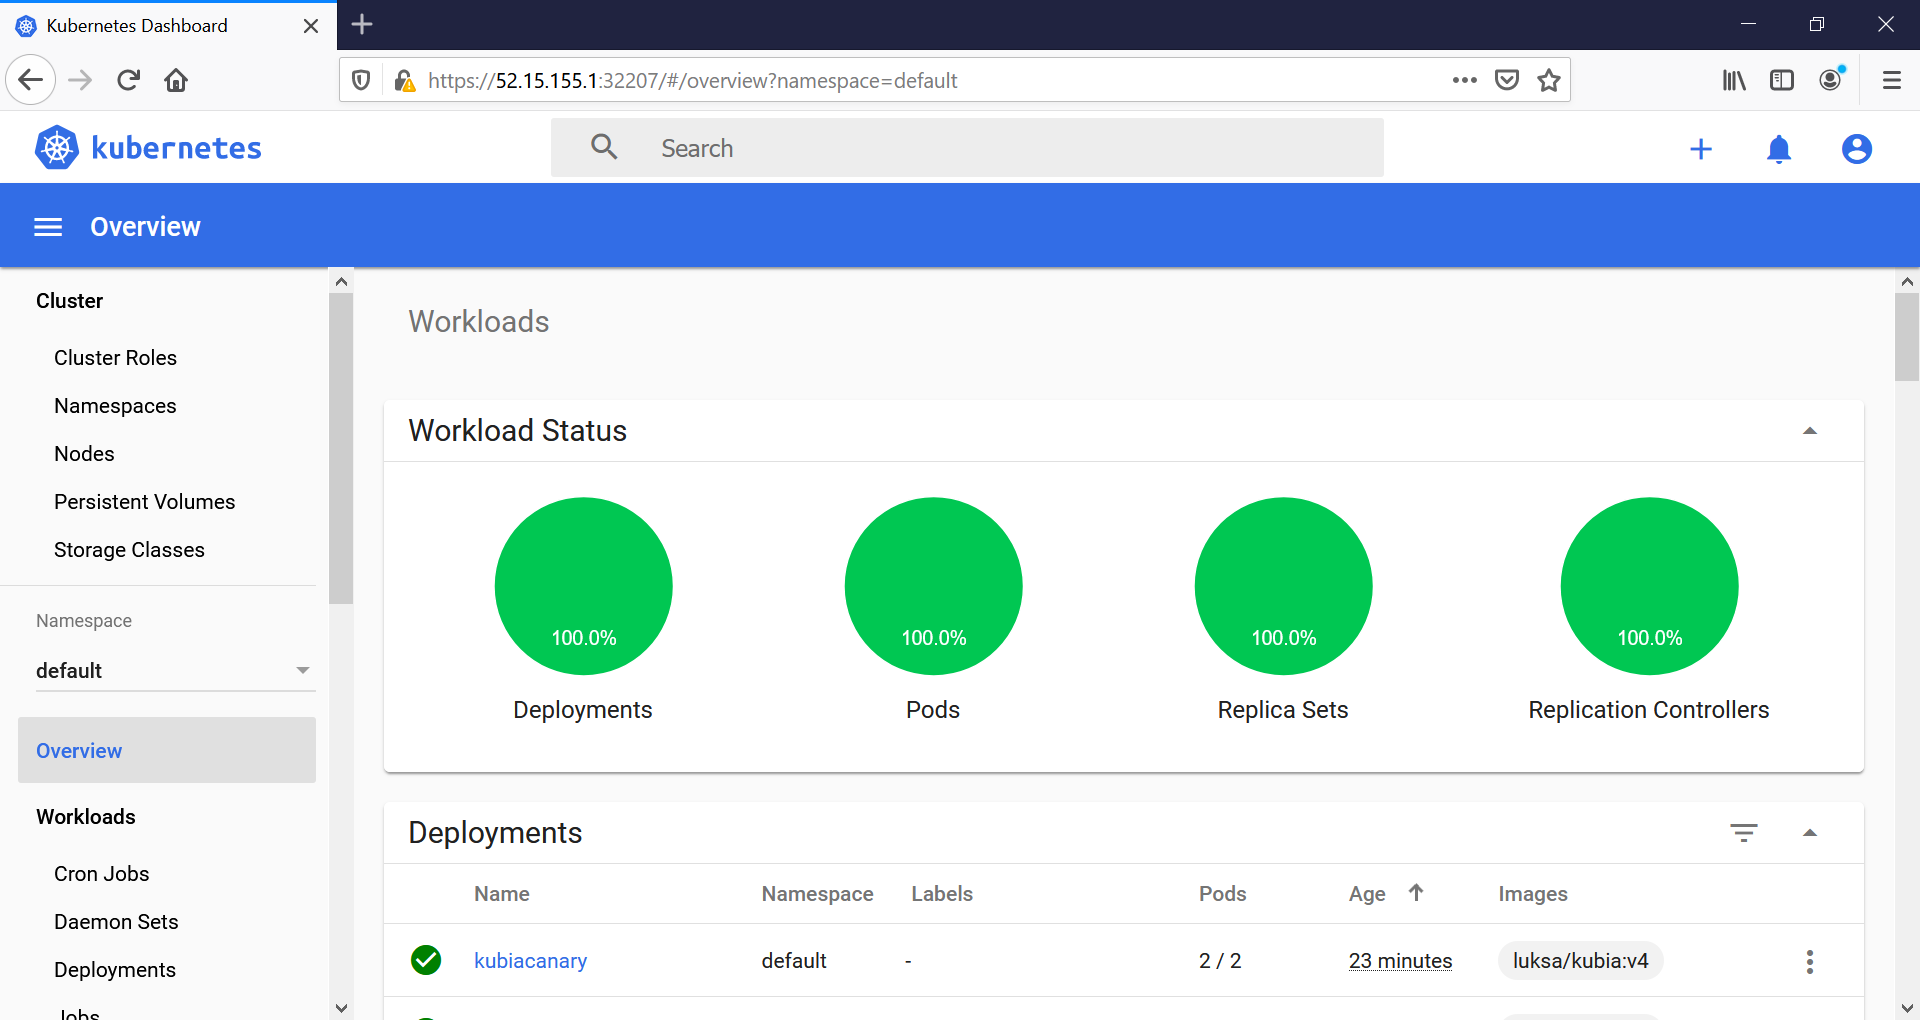 Kubernetes Dashboard
https://52.15.155.1:32207/#/overview?namespace=default
kubernetes
Search
Overview
Cluster
Cluster Roles
Namespaces
Nodes
Persistent Volumes
Storage Classes
Namespace
default
Overview
Workloads
Cron Jobs
Daemon Sets
Deployments
Jobs
Workloads
Workload Status
100.0% 100.0% 100.0% 100.0%
Deployments Pods Replica Sets Replication Controllers
Deployments
Name Namespace Labels Pods Age Images
kubiacanary default - 2 / 2 23 minutes luksa/kubia:v4